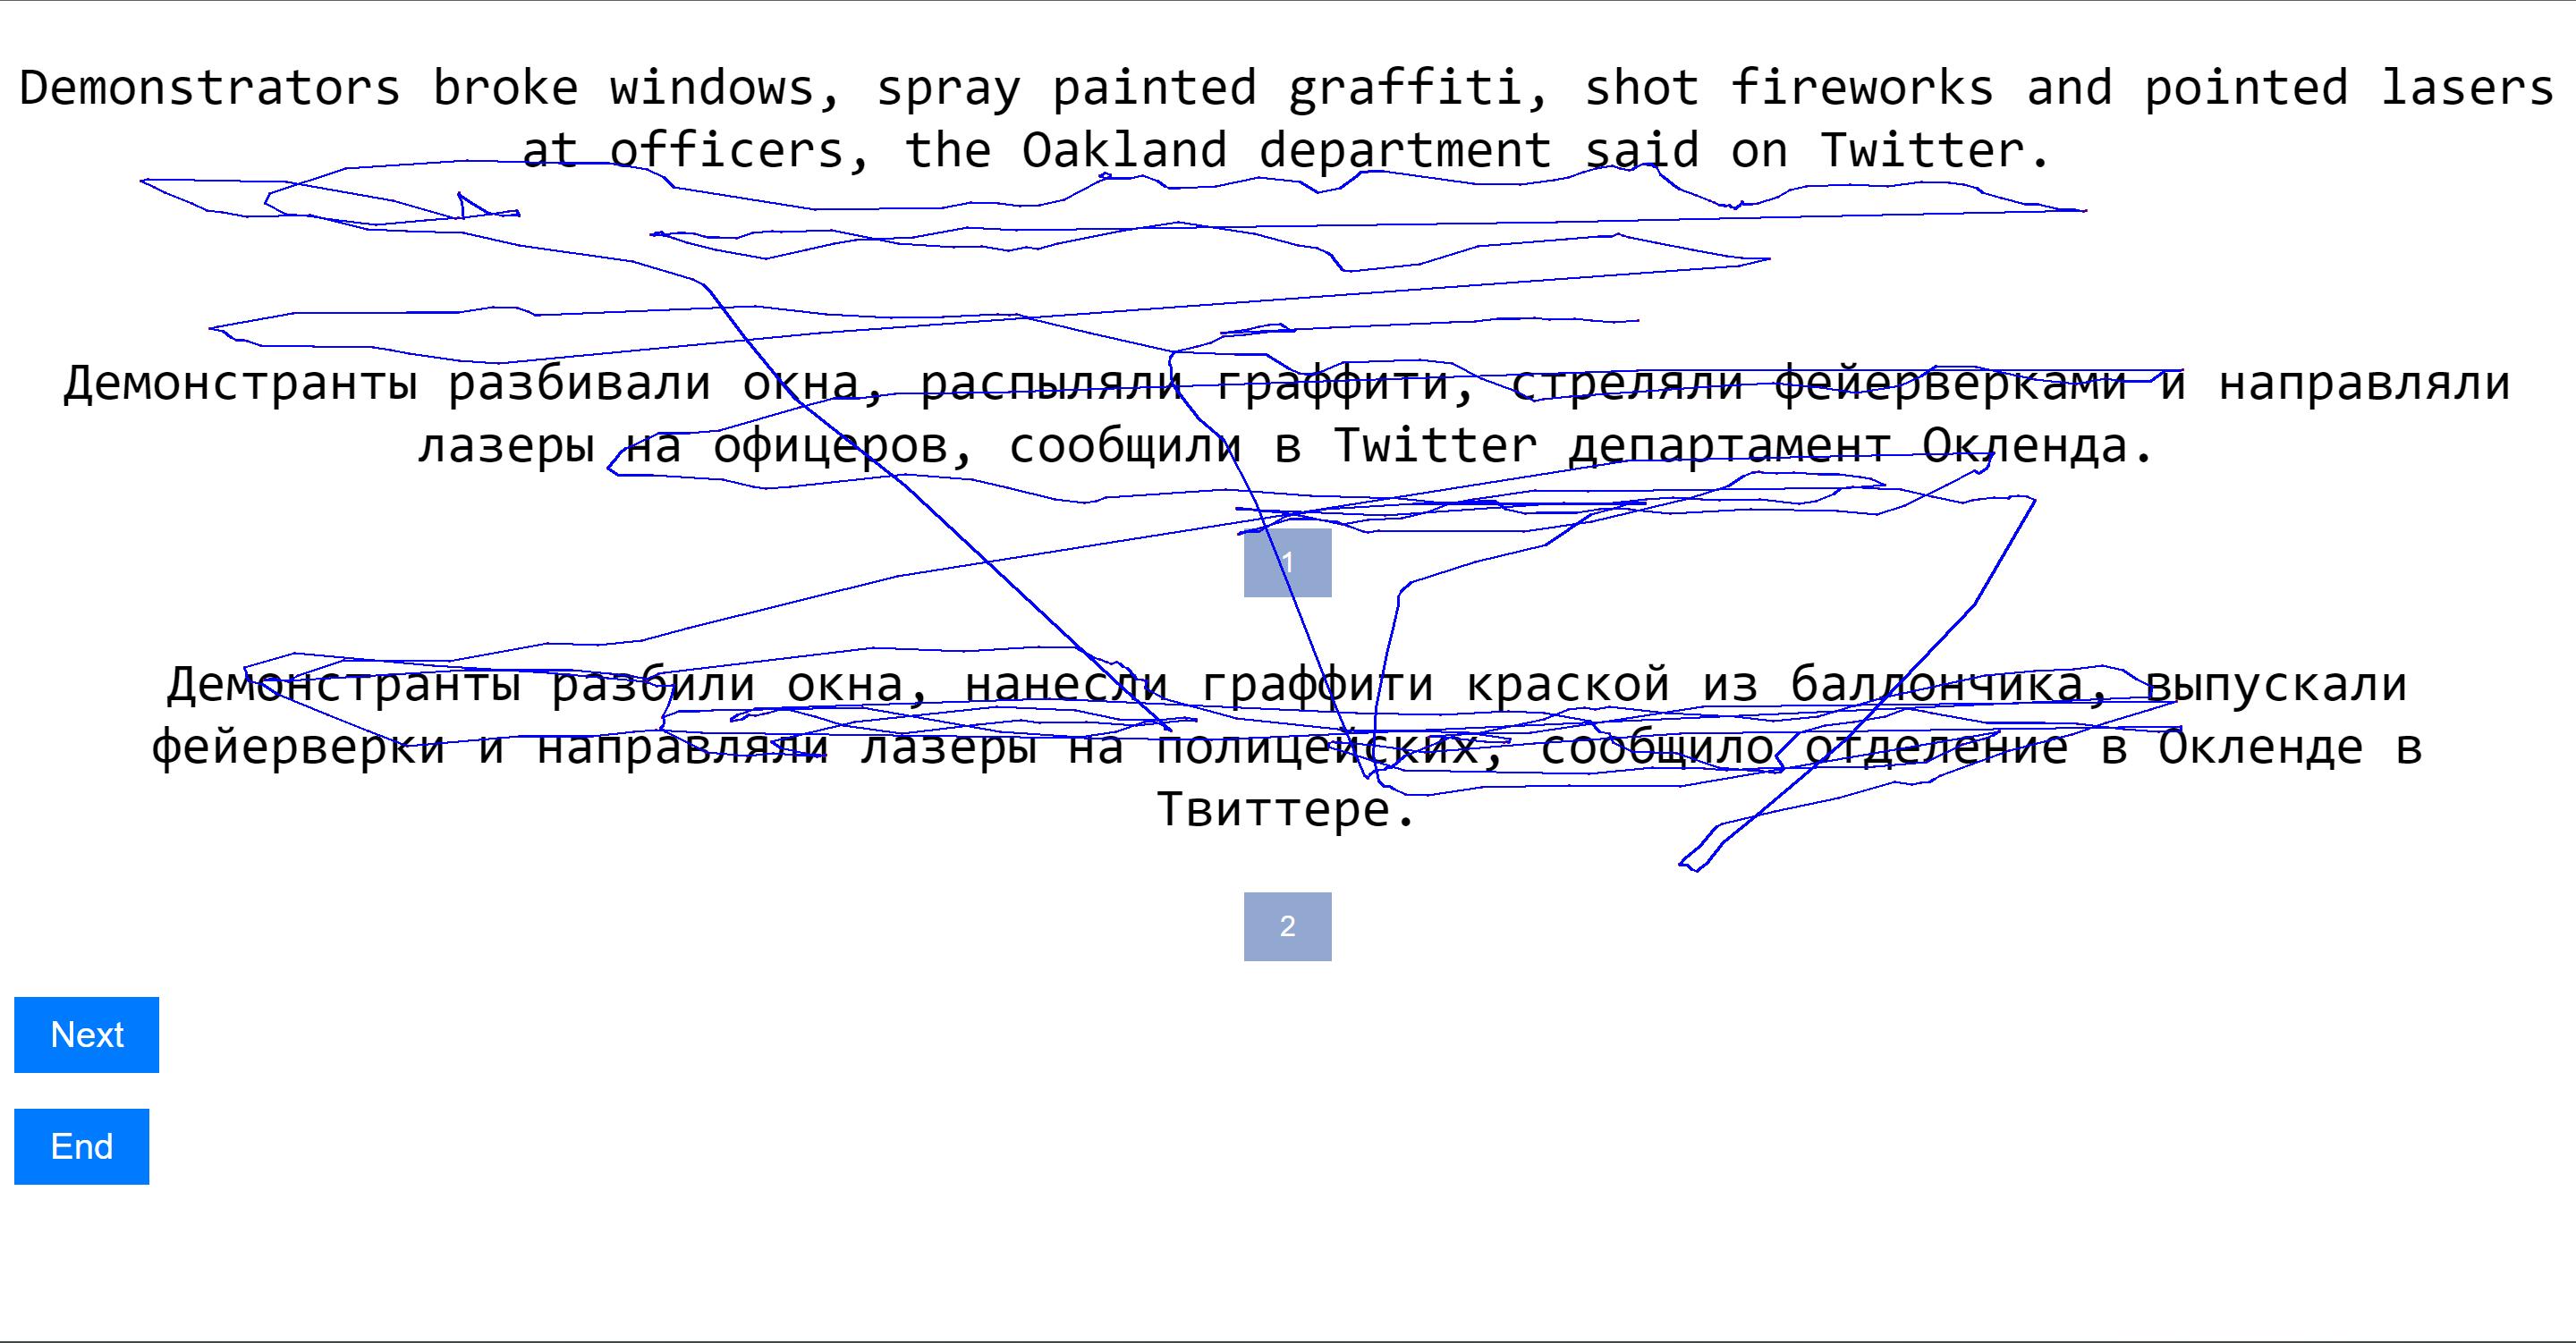 Demonstrators broke windows, spray painted graffiti, shot fireworks and pointed lasers
at officers, the Oakland department said on Twitter.
Демонстранты разбивали окна, распыляли граффити, стреляли фейерверками и направляли
лазеры на офицеров, сообщили в Twitter департамент Окленда.
1
Демонстранты разбили окна, нанесли граффити краской из баллончика, выпускали
фейерверки и направляли лазеры на полицейских, сообщило отделение в Окленде в
Твиттере.
2
Next
End